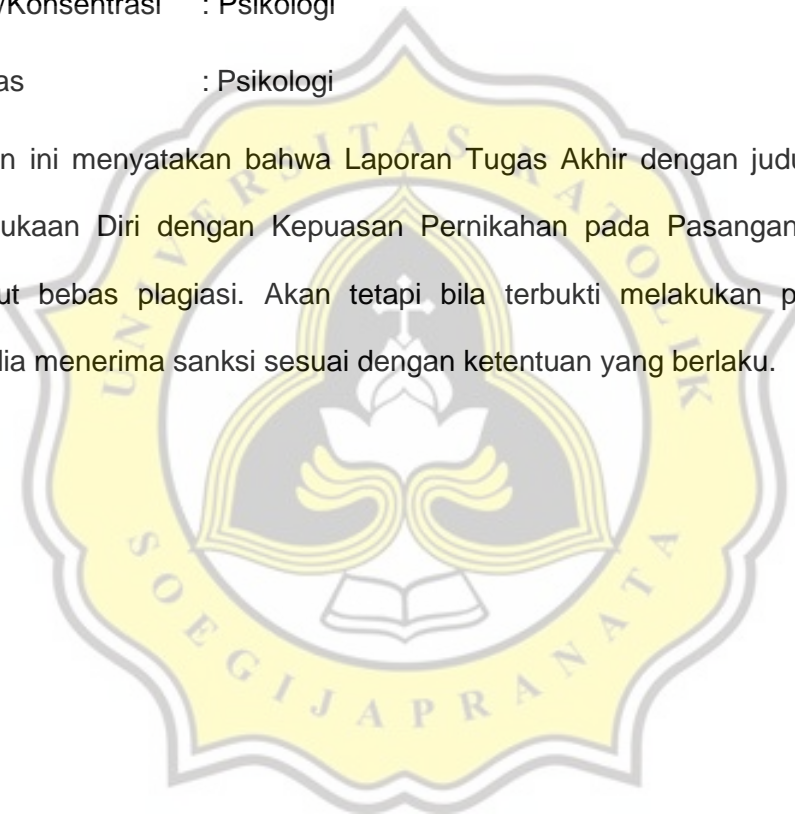 /Konsentrasi : Psikologi
as : Psikologi
n ini menyatakan bahwa Laporan Tugas Akhir dengan judu
ukaan Diri dengan Kepuasan Pernikahan pada Pasangan
ut bebas plagiasi. Akan tetapi bila terbukti melakukan p
dia menerima sanksi sesuai dengan ketentuan yang berlaku.
UNIVERSITAS KATOLIK
SOEGIJAPRANATA